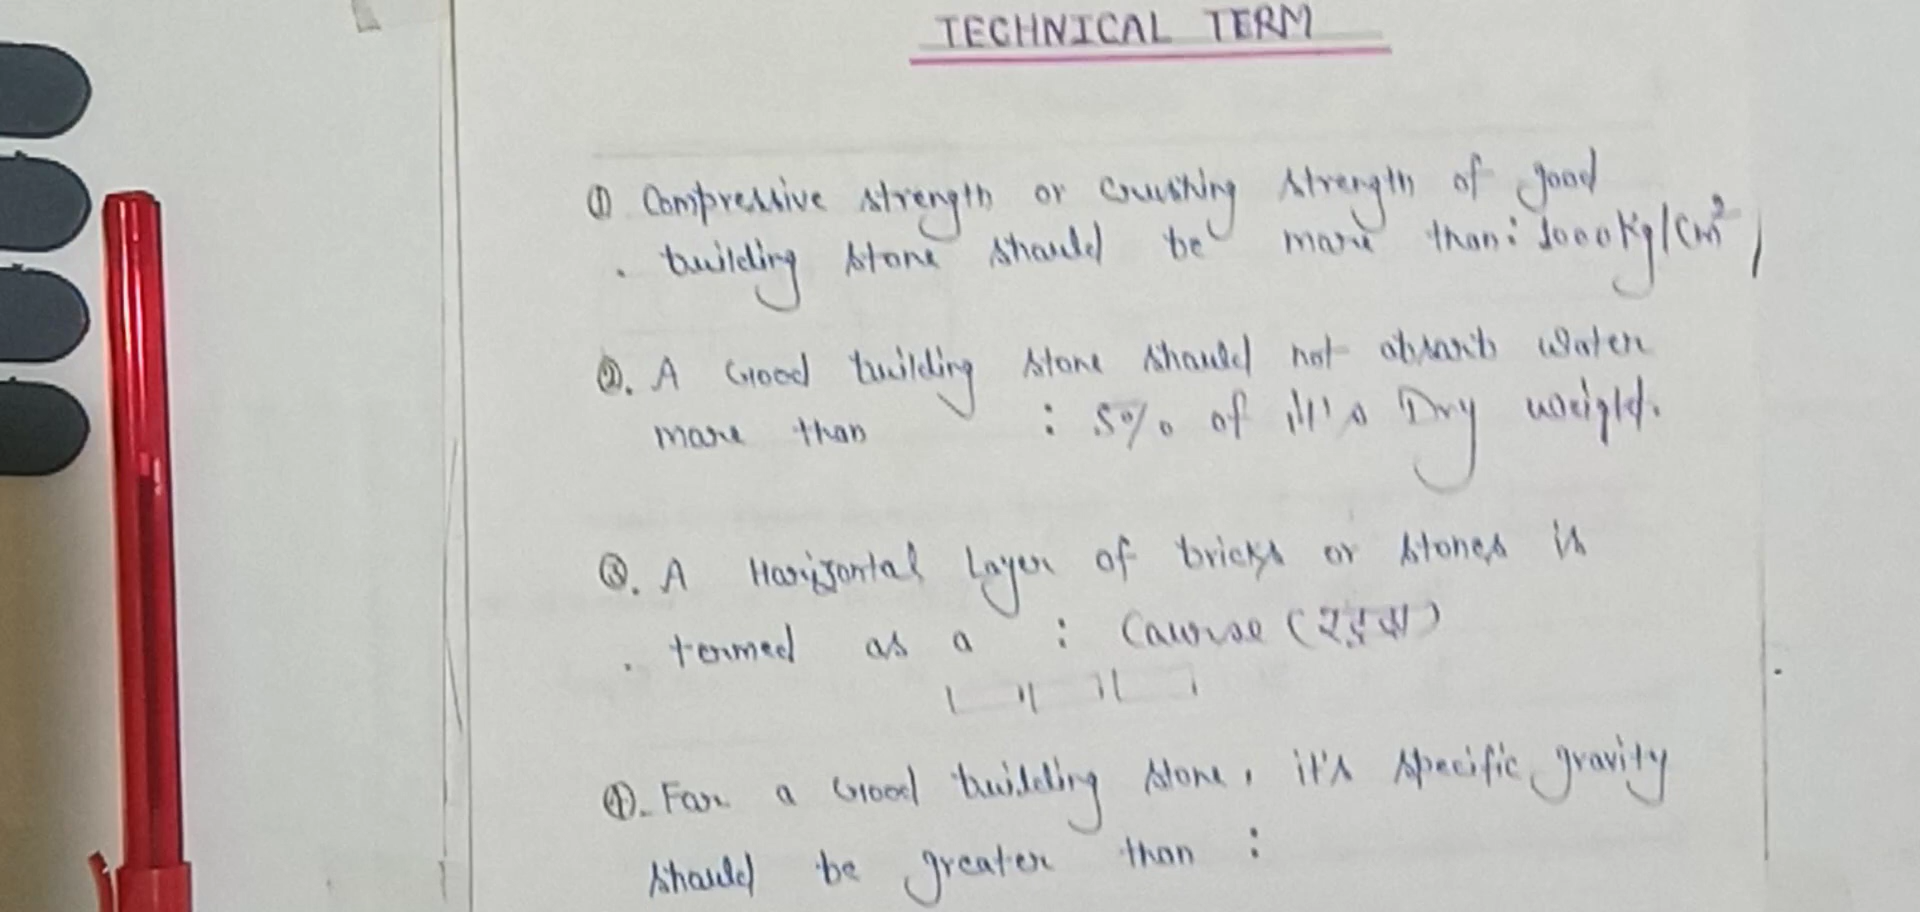 TECHNICAL TERM
① Compressive strength or Crushing strength of good
building stone should be more than: 1000Kg/Cm²
②. A Good building stone should not absorb water
more than : 5% of it's Dry weight.
③. A Horizontal Layer of bricks or stones is
termed as a : Course (रद्दा)
④. For a Good building stone, it's specific gravity
should be greater than :